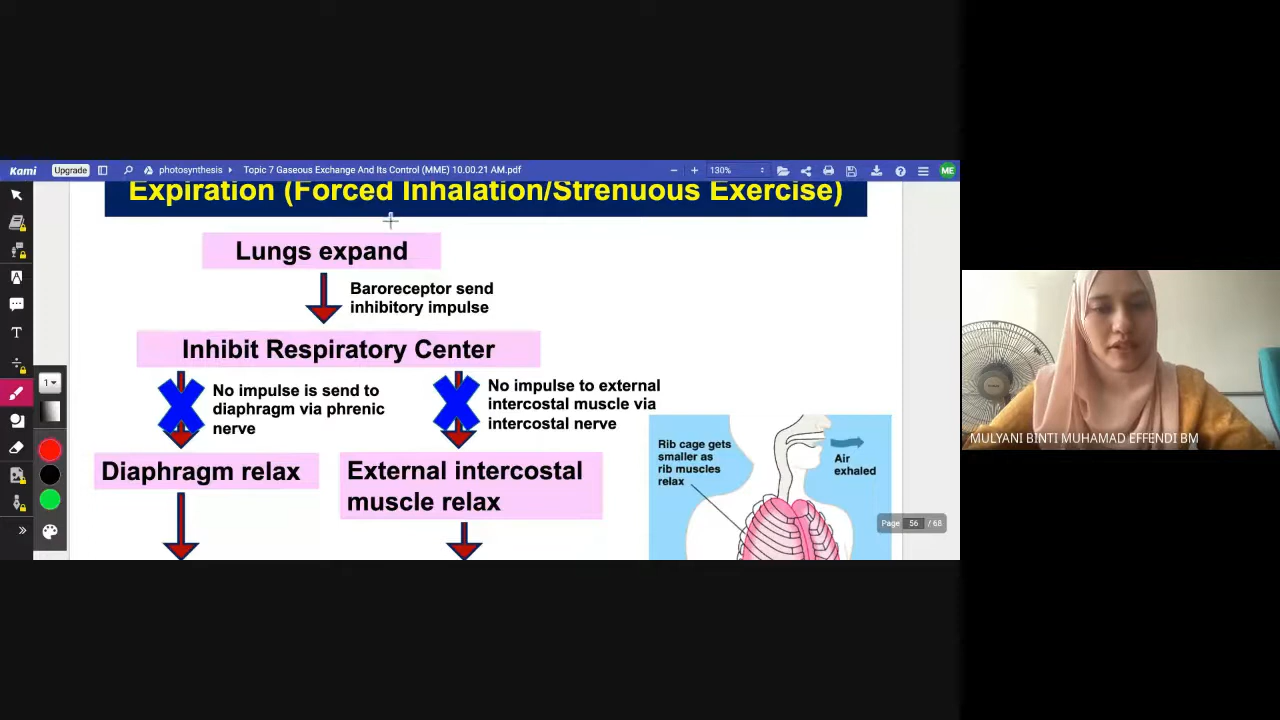 Kami
Upgrade
photosynthesis
Topic 7 Gaseous Exchange And Its Control (MME) 10.00.21 AM.pdf
130%
ME
Expiration (Forced Inhalation/Strenuous Exercise)
Lungs expand
Baroreceptor send
inhibitory impulse
Inhibit Respiratory Center
No impulse is send to
diaphragm via phrenic
nerve
No impulse to external
intercostal muscle via
intercostal nerve
Diaphragm relax
External intercostal
muscle relax
Rib cage gets
smaller as
rib muscles
relax
Air
exhaled
Page 56 / 68
1
MULYANI BINTI MUHAMAD EFFENDI BM